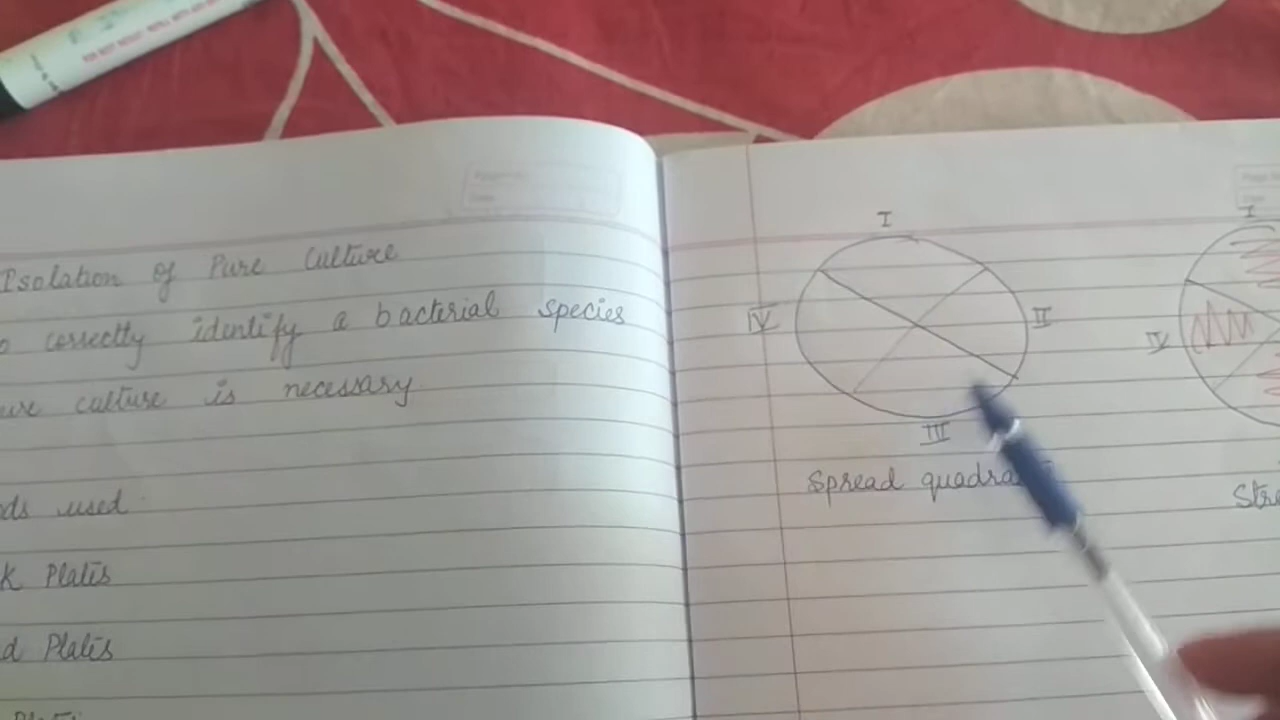 Isolation of Pure Culture
correctly identify a bacterial species
culture is necessary
used
Plates
Plates
I
II
III
IV
Spread
I
IV